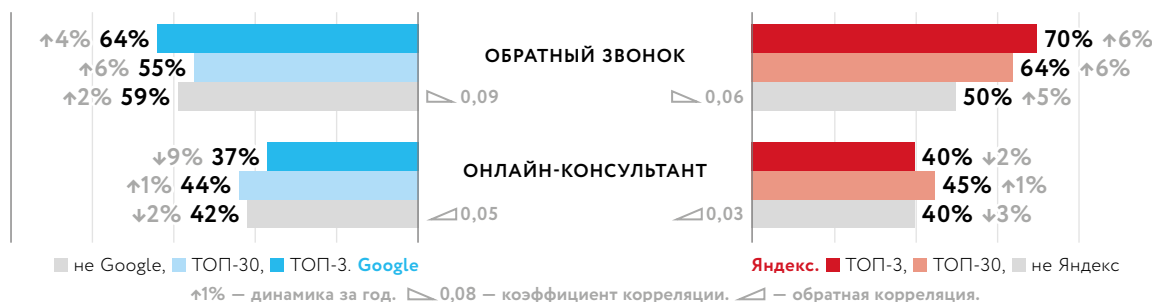 ↑4% 64% 70% ↑6%
↑6% 55% ОБРАТНЫЙ ЗВОНОК 64% ↑6%
↑2% 59% 0,09 0,06 50% ↑5%
↓9% 37% 40% ↓2%
↑1% 44% ОНЛАЙН-КОНСУЛЬТАНТ 45% ↑1%
↓2% 42% 0,05 0,03 40% ↓3%
не Google, ТОП-30, ТОП-3. Google Яндекс. ТОП-3, ТОП-30, не Яндекс
↑1% — динамика за год. 0,08 — коэффициент корреляции. — обратная корреляция.